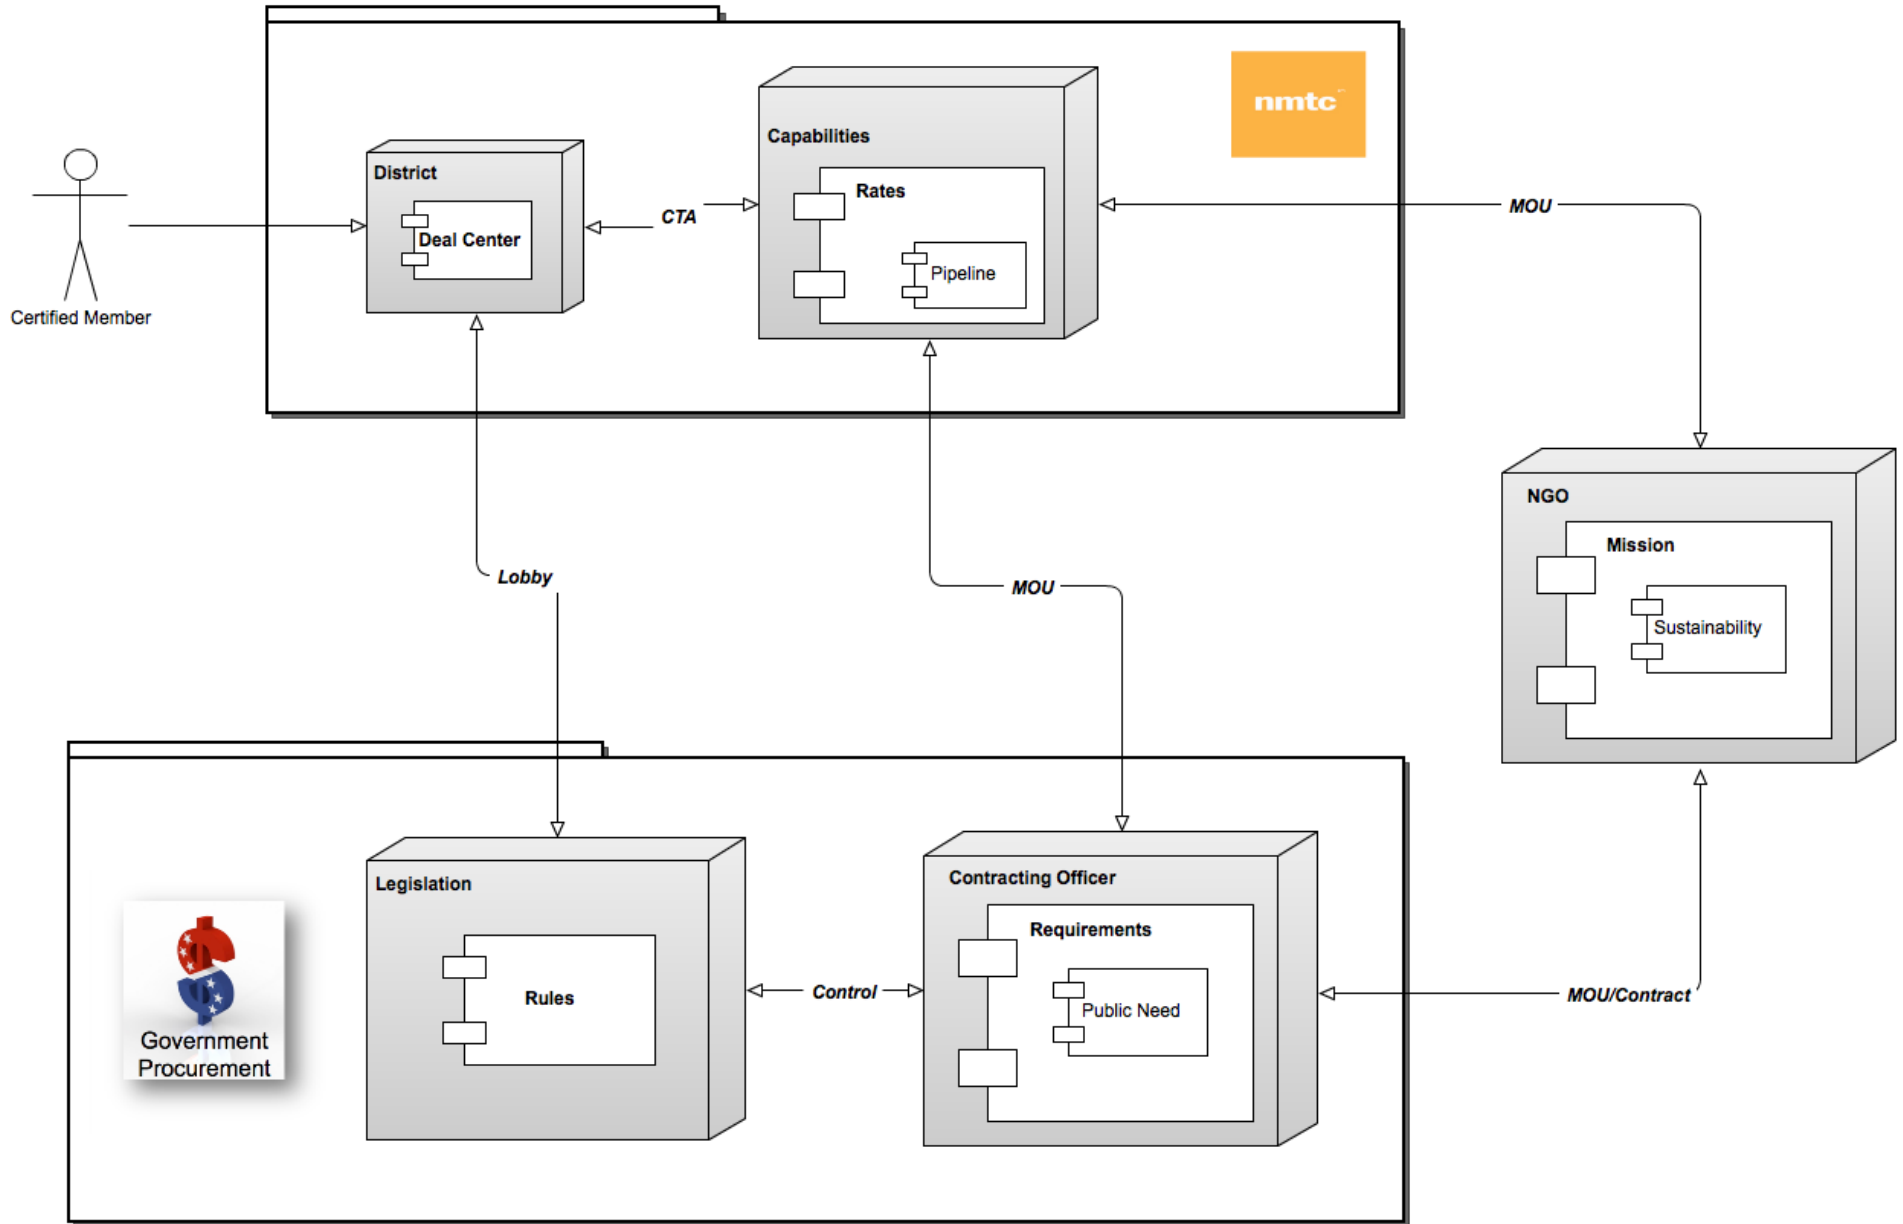 nmtc
Capabilities
District
Rates
CTA
MOU
Deal Center
Pipeline
Certified Member
NGO
Mission
Lobby
MOU
Sustainability
Legislation
Contracting Officer
Requirements
Rules
Control
MOU/Contract
Public Need
Government
Procurement